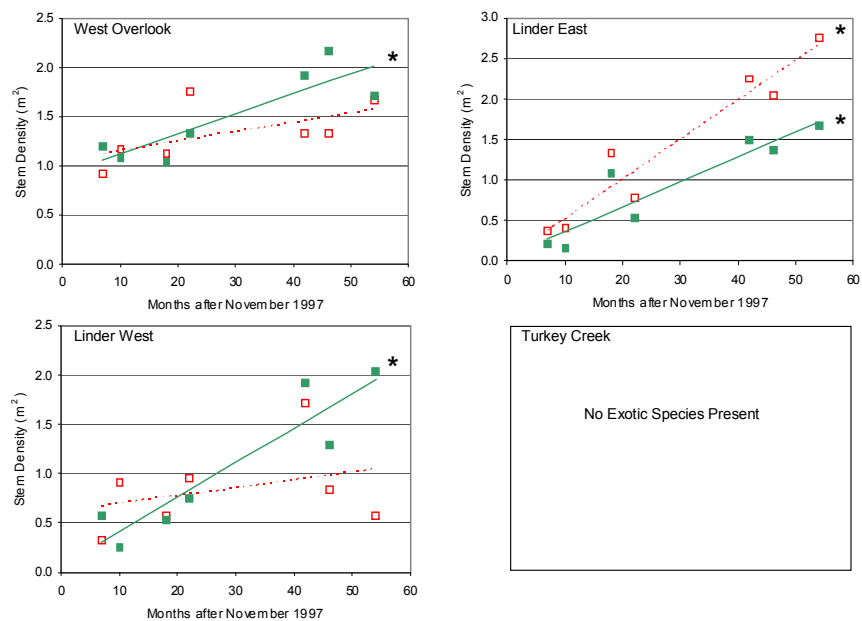 West Overlook
Stem Density (m²)
2.5
2.0
1.5
1.0
0.5
0.0
*
0 10 20 30 40 50 60
Months after November 1997
Linder East
Stem Density (m²)
3.0
2.5
2.0
1.5
1.0
0.5
0.0
*
*
0 10 20 30 40 50 60
Months after November 1997
Linder West
Stem Density (m²)
2.5
2.0
1.5
1.0
0.5
0.0
*
0 10 20 30 40 50 60
Months after November 1997
Turkey Creek
No Exotic Species Present